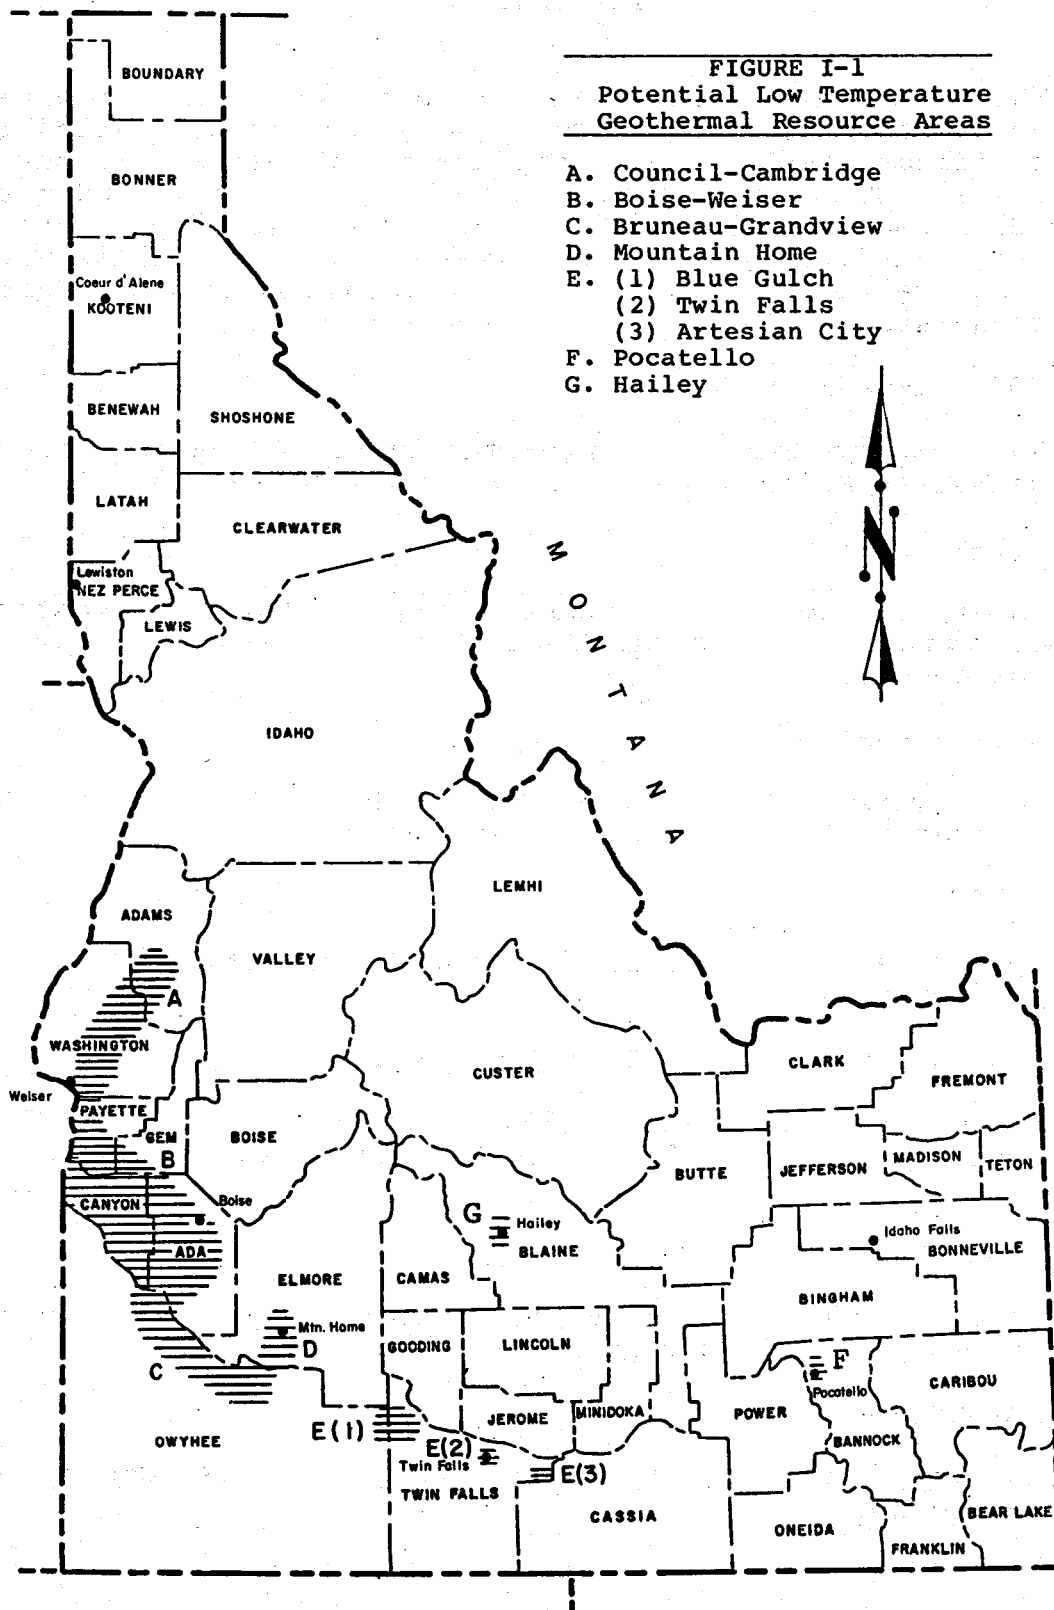 FIGURE I-1
Potential Low Temperature
Geothermal Resource Areas
A. Council-Cambridge
B. Boise-Weiser
C. Bruneau-Grandview
D. Mountain Home
E. (1) Blue Gulch
(2) Twin Falls
(3) Artesian City
F. Pocatello
G. Hailey
N
MONTANA
BOUNDARY
BONNER
Coeur d'Alene
KOOTENI
BENEWAH
SHOSHONE
LATAH
CLEARWATER
Lewiston
NEZ PERCE
LEWIS
IDAHO
LEMHI
ADAMS
VALLEY
A
WASHINGTON
CUSTER
CLARK
FREMONT
Weiser
PAYETTE
GEM
BOISE
B
BUTTE
JEFFERSON
MADISON
TETON
CANYON
Boise
G
Hailey
BLAINE
Idaho Falls
BONNEVILLE
ADA
ELMORE
CAMAS
BINGHAM
Mtn. Home
D
GOODING
LINCOLN
C
F
Pocatello
CARIBOU
OWYHEE
E(1)
JEROME
MINIDOKA
POWER
BANNOCK
E(2)
Twin Falls
E(3)
TWIN FALLS
CASSIA
ONEIDA
BEAR LAKE
FRANKLIN